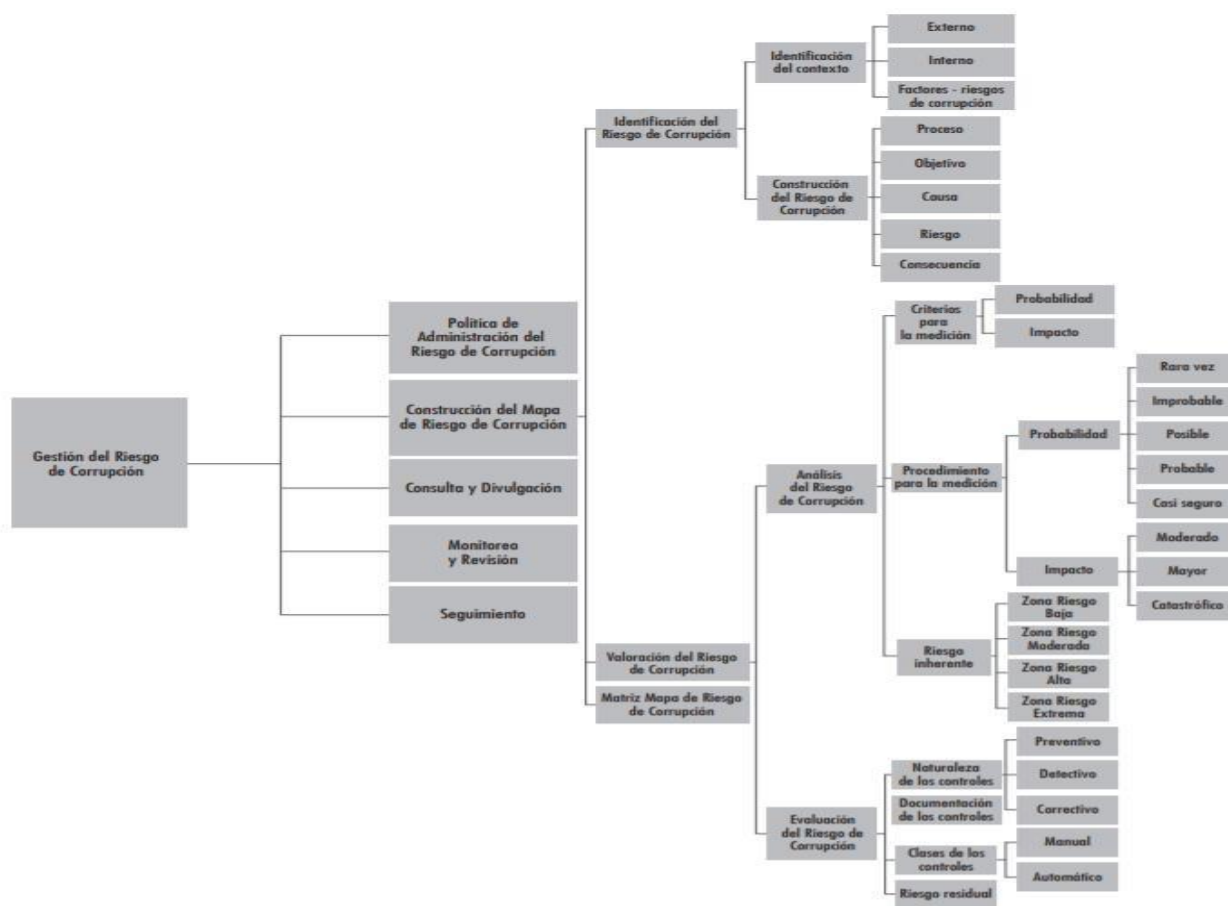 Gestión del Riesgo
de Corrupción
Política de
Administración del
Riesgo de Corrupción
Construcción del Mapa
de Riesgo de Corrupción
Consulta y Divulgación
Monitoreo
y Revisión
Seguimiento
Identificación del
Riesgo de Corrupción
Identificación
del contexto
Externo
Interno
Factores - riesgos
de corrupción
Construcción
del Riesgo de
Corrupción
Proceso
Objetivo
Causa
Riesgo
Consecuencia
Valoración del Riesgo
de Corrupción
Análisis
del Riesgo
de Corrupción
Criterios
para
la medición
Probabilidad
Impacto
Procedimiento
para la medición
Probabilidad
Rara vez
Improbable
Posible
Probable
Casi seguro
Impacto
Moderado
Mayor
Catastrófico
Riesgo
inherente
Zona Riesgo
Baja
Zona Riesgo
Moderada
Zona Riesgo
Alta
Zona Riesgo
Extrema
Evaluación
del Riesgo de
Corrupción
Naturaleza
de los controles
Preventivo
Detectivo
Correctivo
Documentación
de los controles
Clases de los
controles
Manual
Automático
Riesgo residual
Matriz Mapa de Riesgo
de Corrupción